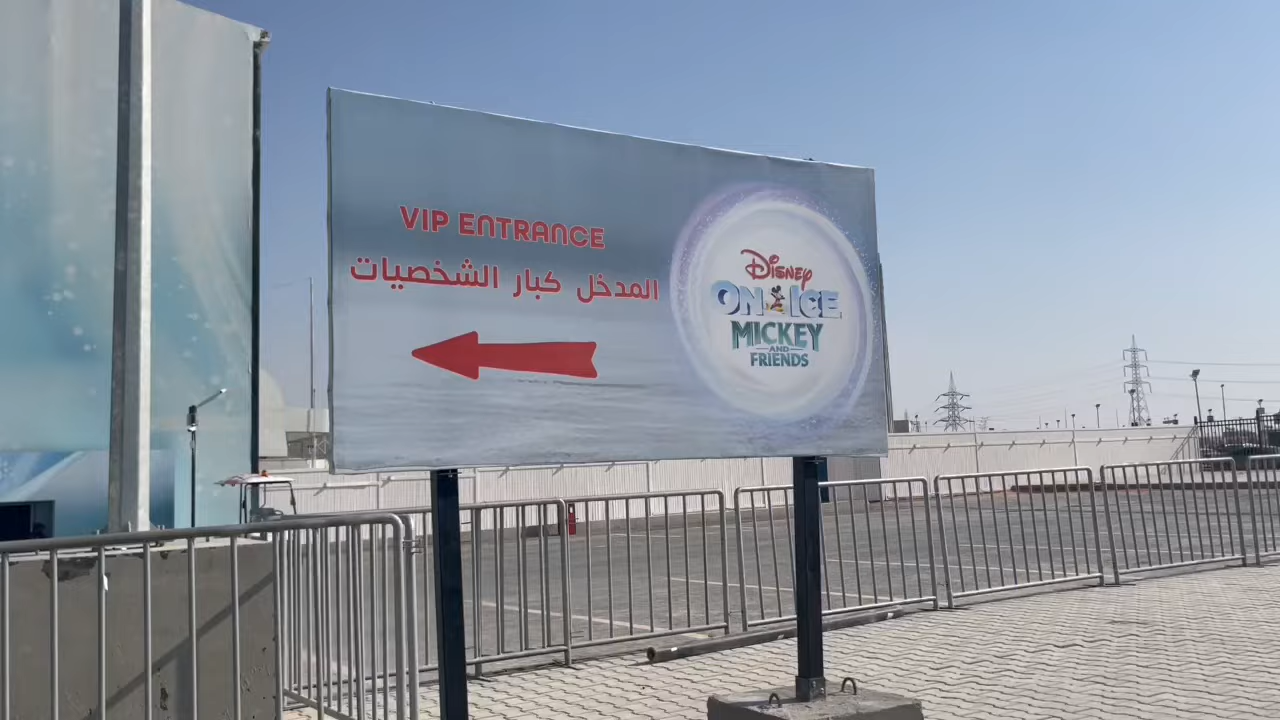 VIP ENTRANCE
المدخل كبار الشخصيات
Disney
ON ICE
MICKEY
AND
FRIENDS